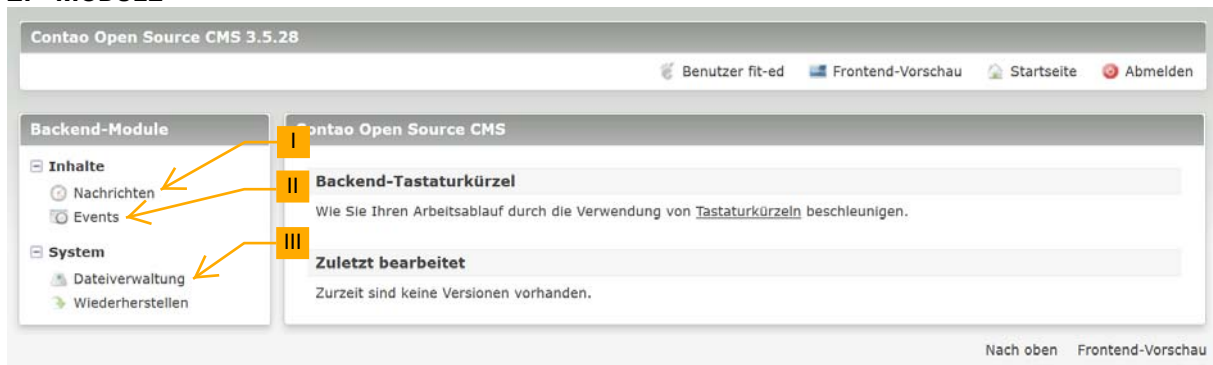 Contao Open Source CMS 3.5.28
Benutzer fit-ed Frontend-Vorschau Startseite Abmelden
Backend-Module
Inhalte
Nachrichten
Events
System
Dateiverwaltung
Wiederherstellen
I
II
III
Contao Open Source CMS
Backend-Tastaturkürzel
Wie Sie Ihren Arbeitsablauf durch die Verwendung von Tastaturkürzeln beschleunigen.
Zuletzt bearbeitet
Zurzeit sind keine Versionen vorhanden.
Nach oben Frontend-Vorschau